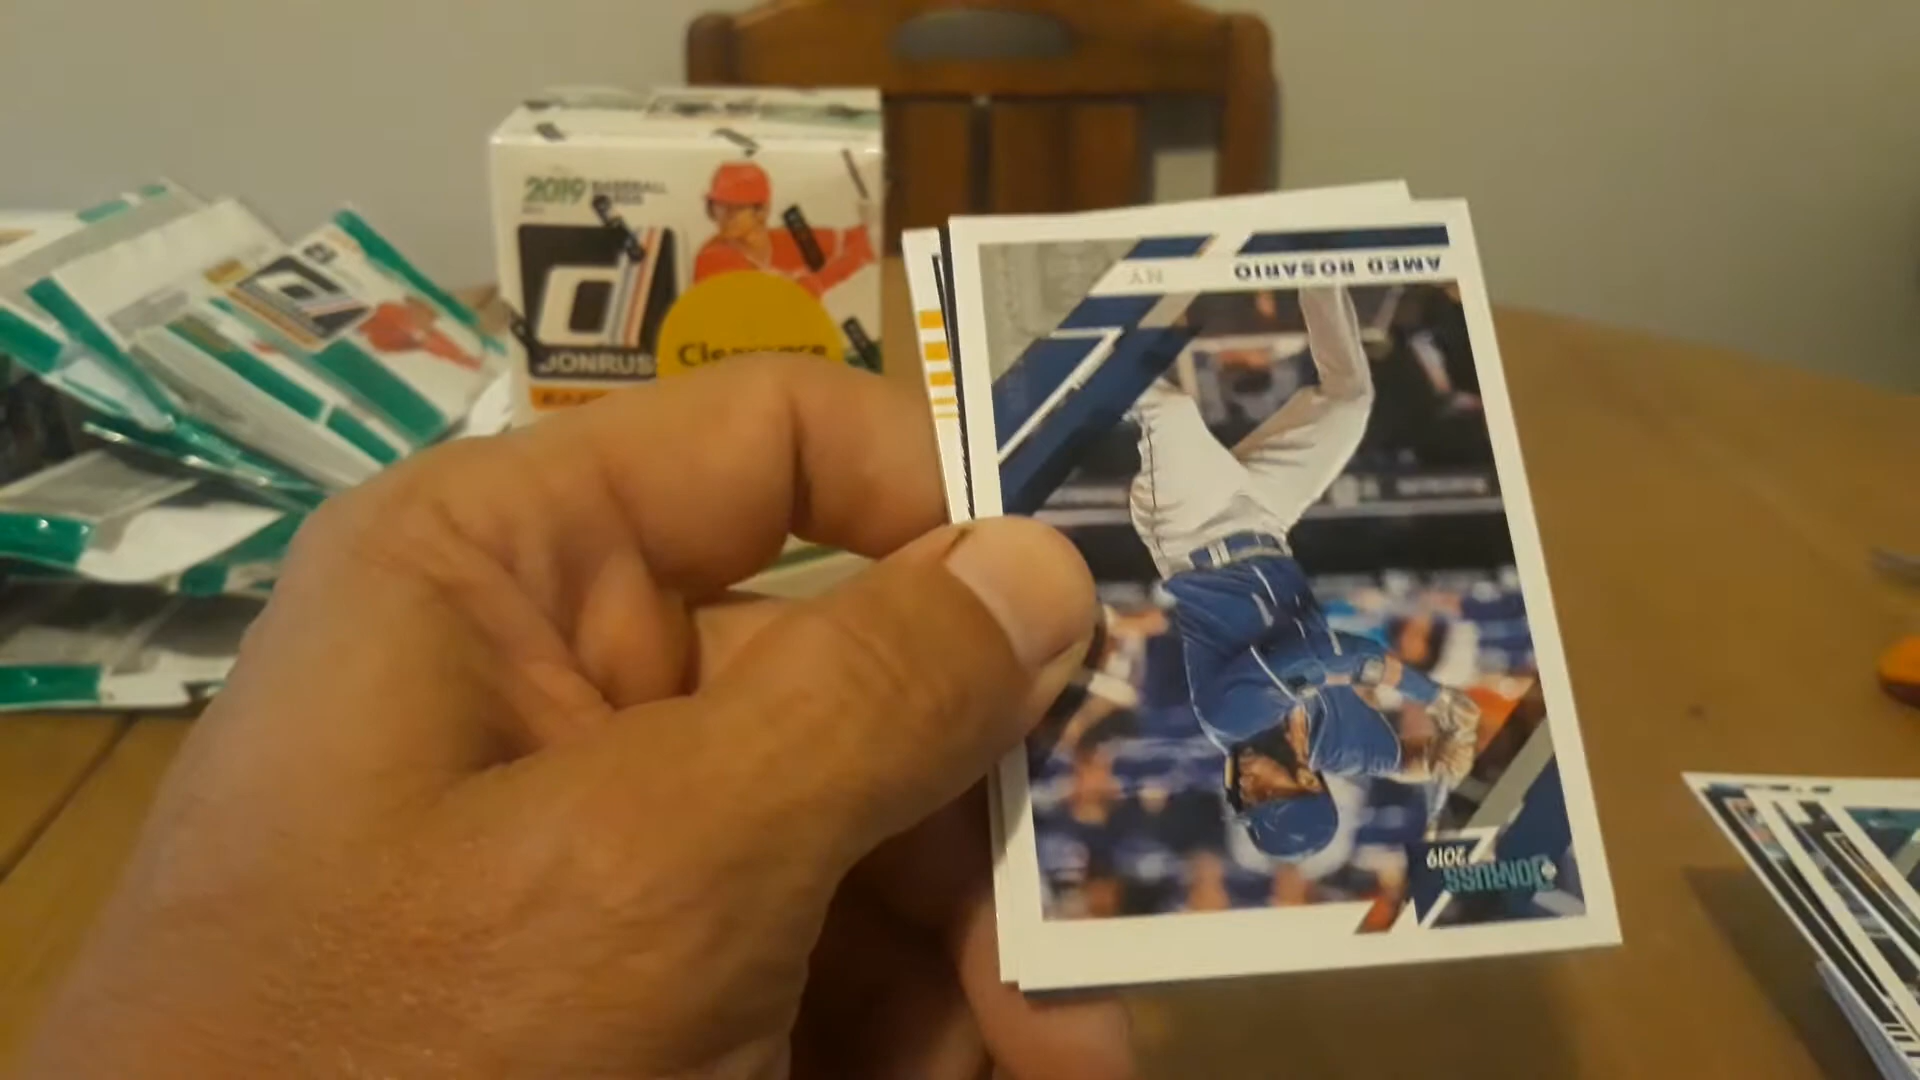 2019 BASEBALL
DONRUSS
Clearance
AMED ROSARIO
NY
DONRUSS
2019